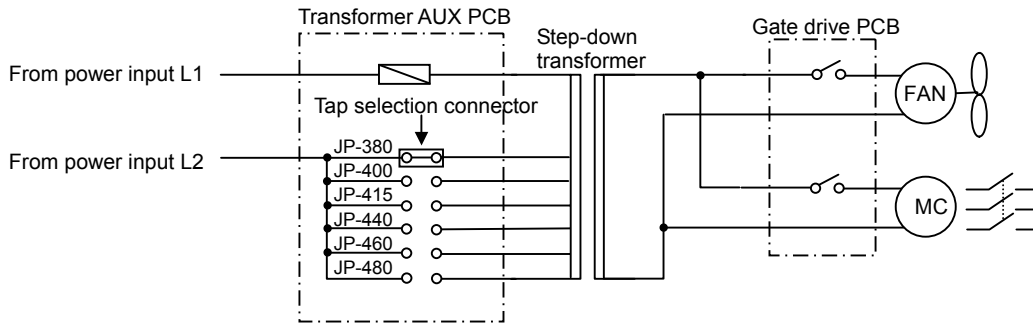 Transformer AUX PCB
Gate drive PCB
Step-down
transformer
From power input L1
FAN
Tap selection connector
From power input L2
JP-380
JP-400
JP-415
JP-440
JP-460
JP-480
MC